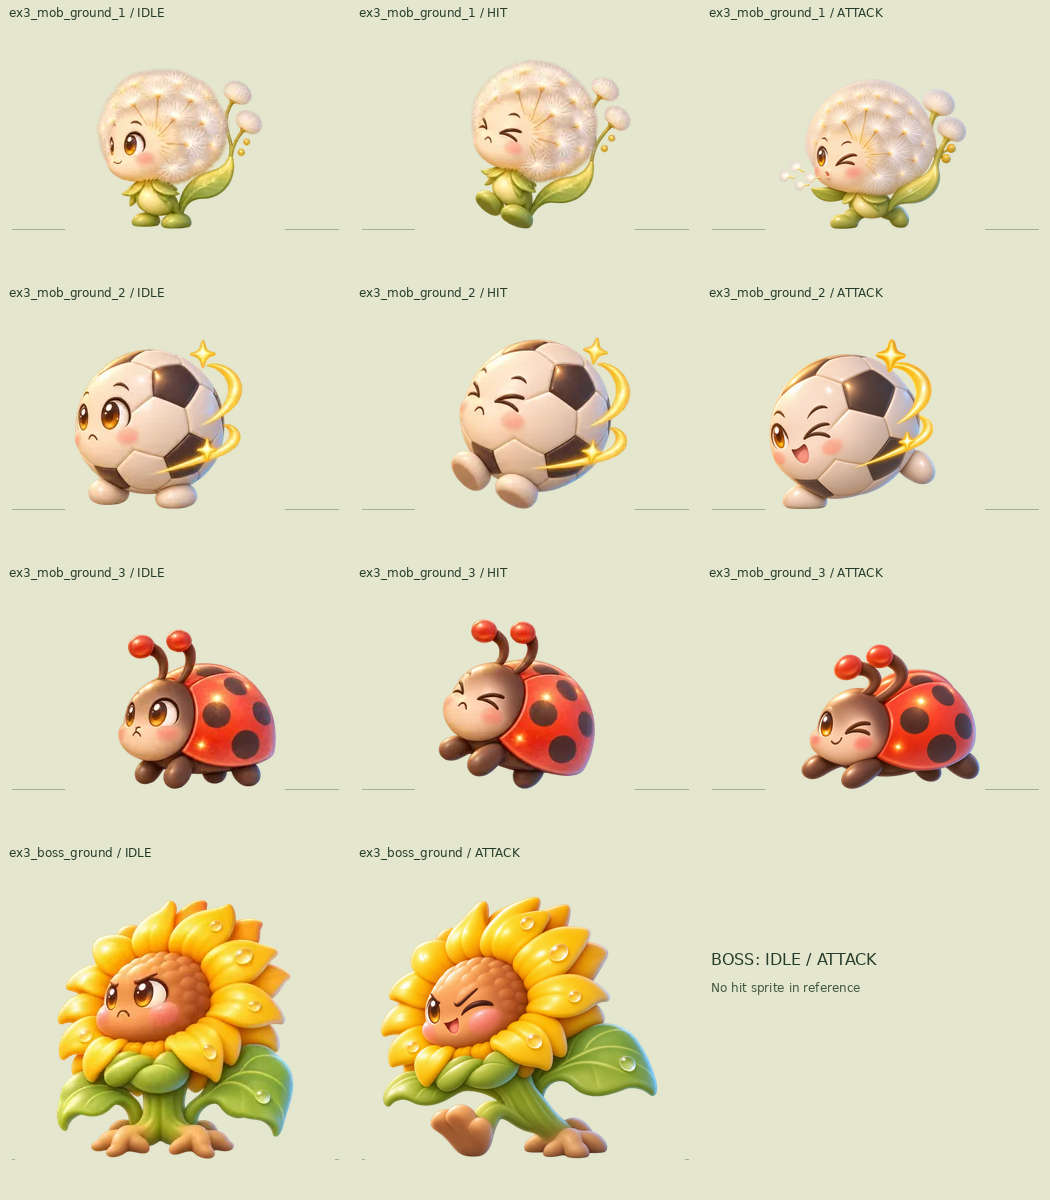 ex3_mob_ground_1 / IDLE
ex3_mob_ground_1 / HIT
ex3_mob_ground_1 / ATTACK
ex3_mob_ground_2 / IDLE
ex3_mob_ground_2 / HIT
ex3_mob_ground_2 / ATTACK
ex3_mob_ground_3 / IDLE
ex3_mob_ground_3 / HIT
ex3_mob_ground_3 / ATTACK
ex3_boss_ground / IDLE
ex3_boss_ground / ATTACK
BOSS: IDLE / ATTACK
No hit sprite in reference